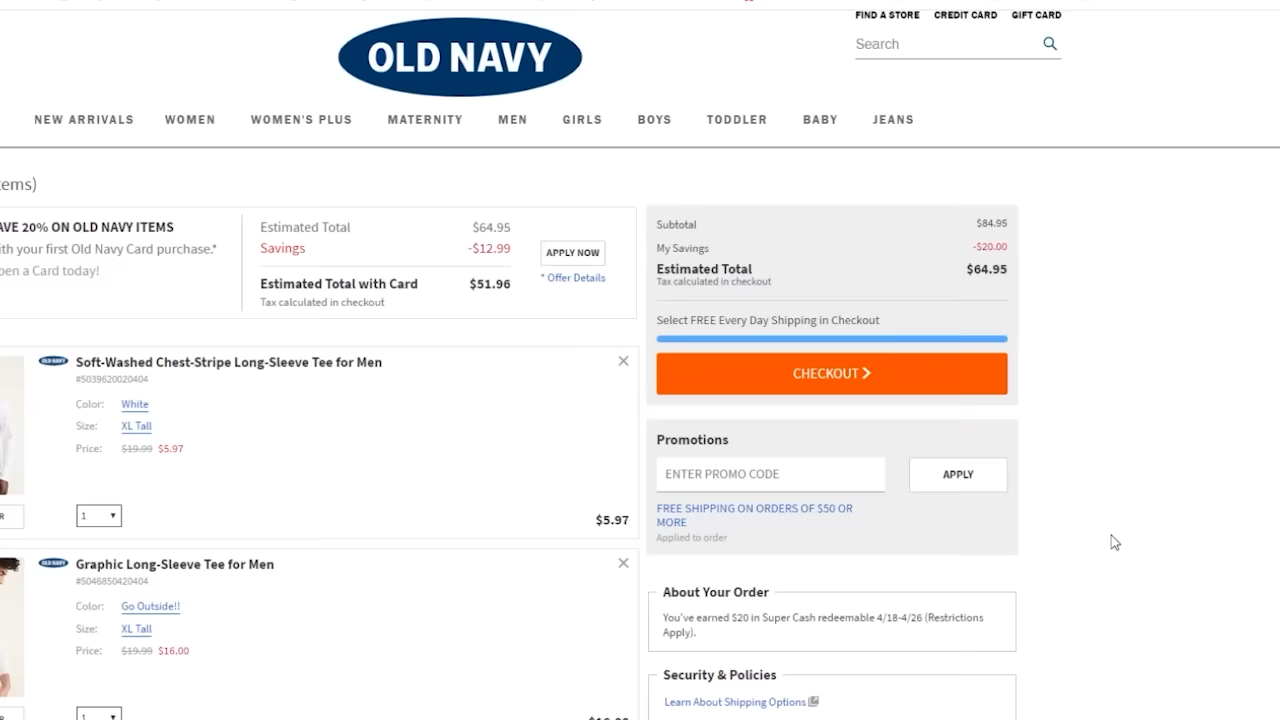 FIND A STORE CREDIT CARD GIFT CARD
OLD NAVY
Search
NEW ARRIVALS WOMEN WOMEN'S PLUS MATERNITY MEN GIRLS BOYS TODDLER BABY JEANS
tems)
AVE 20% ON OLD NAVY ITEMS
ith your first Old Navy Card purchase.*
pen a Card today!
Estimated Total $64.95
Savings -$12.99
Estimated Total with Card $51.96
Tax calculated in checkout
APPLY NOW
* Offer Details
Subtotal $84.95
My Savings -$20.00
Estimated Total $64.95
Tax calculated in checkout
Select FREE Every Day Shipping in Checkout
CHECKOUT
OLD NAVY Soft-Washed Chest-Stripe Long-Sleeve Tee for Men
#5039620020404
Color: White
Size: XL Tall
Price: $19.99 $5.97
R
1
$5.97
Promotions
ENTER PROMO CODE APPLY
FREE SHIPPING ON ORDERS OF $50 OR
MORE
Applied to order
OLD NAVY Graphic Long-Sleeve Tee for Men
#5046850420404
Color: Go Outside!!
Size: XL Tall
Price: $19.99 $16.00
1
About Your Order
You've earned $20 in Super Cash redeemable 4/18-4/26 (Restrictions
Apply).
Security & Policies
Learn About Shipping Options